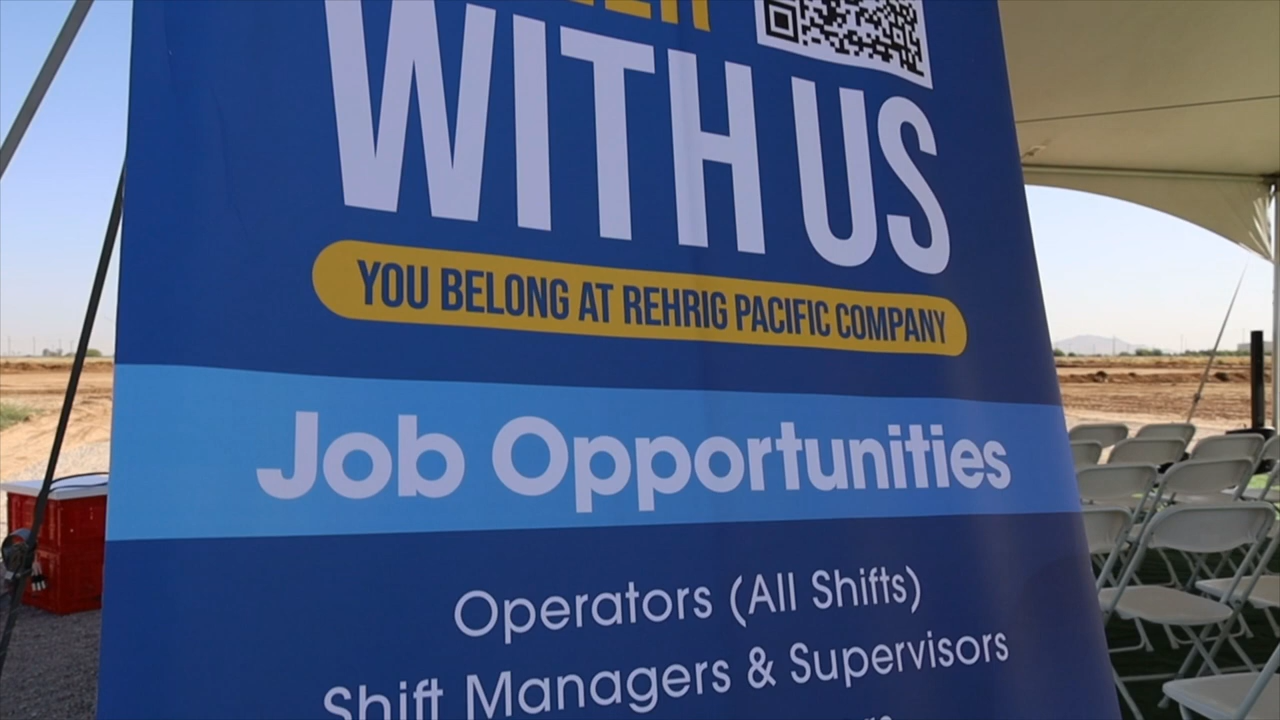 WITH US
YOU BELONG AT REHRIG PACIFIC COMPANY
Job Opportunities
Operators (All Shifts)
Shift Managers & Supervisors